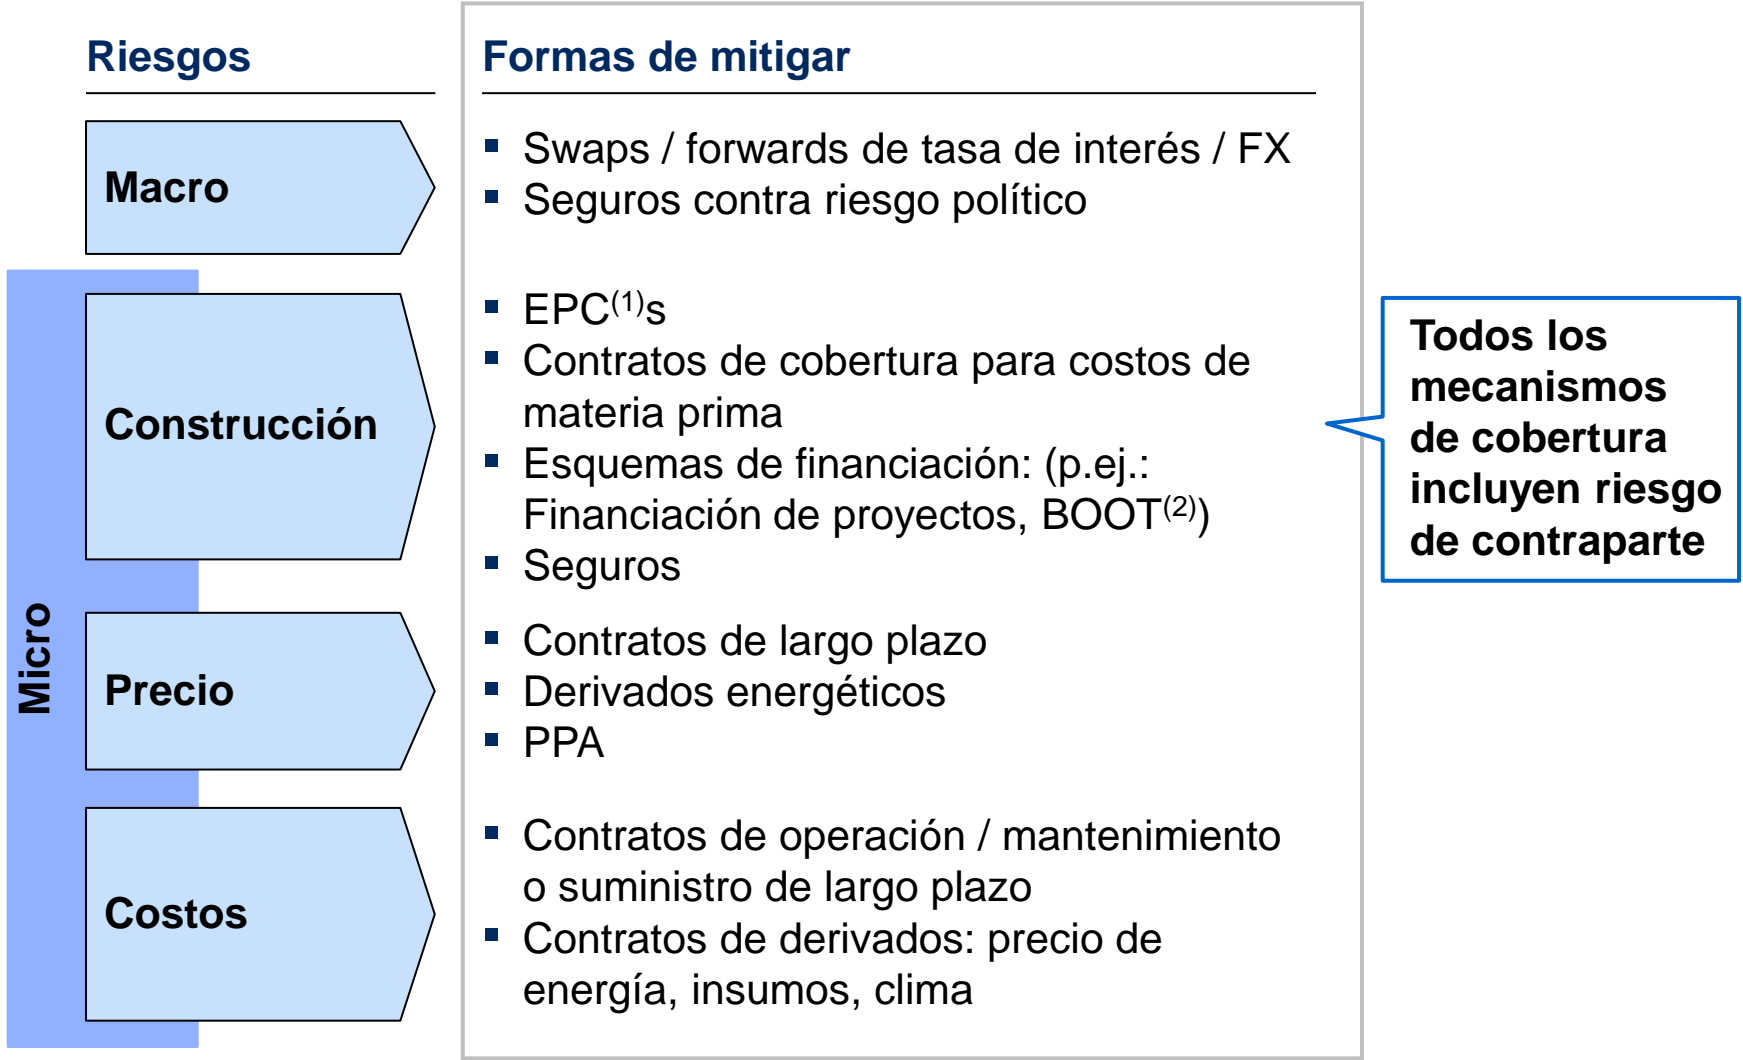 Riesgos
Formas de mitigar
Macro
▪ Swaps / forwards de tasa de interés / FX
▪ Seguros contra riesgo político
Micro
Construcción
▪ EPC(1)s
▪ Contratos de cobertura para costos de
materia prima
▪ Esquemas de financiación: (p.ej.:
Financiación de proyectos, BOOT(2))
▪ Seguros
Precio
▪ Contratos de largo plazo
▪ Derivados energéticos
▪ PPA
Costos
▪ Contratos de operación / mantenimiento
o suministro de largo plazo
▪ Contratos de derivados: precio de
energía, insumos, clima
Todos los
mecanismos
de cobertura
incluyen riesgo
de contraparte